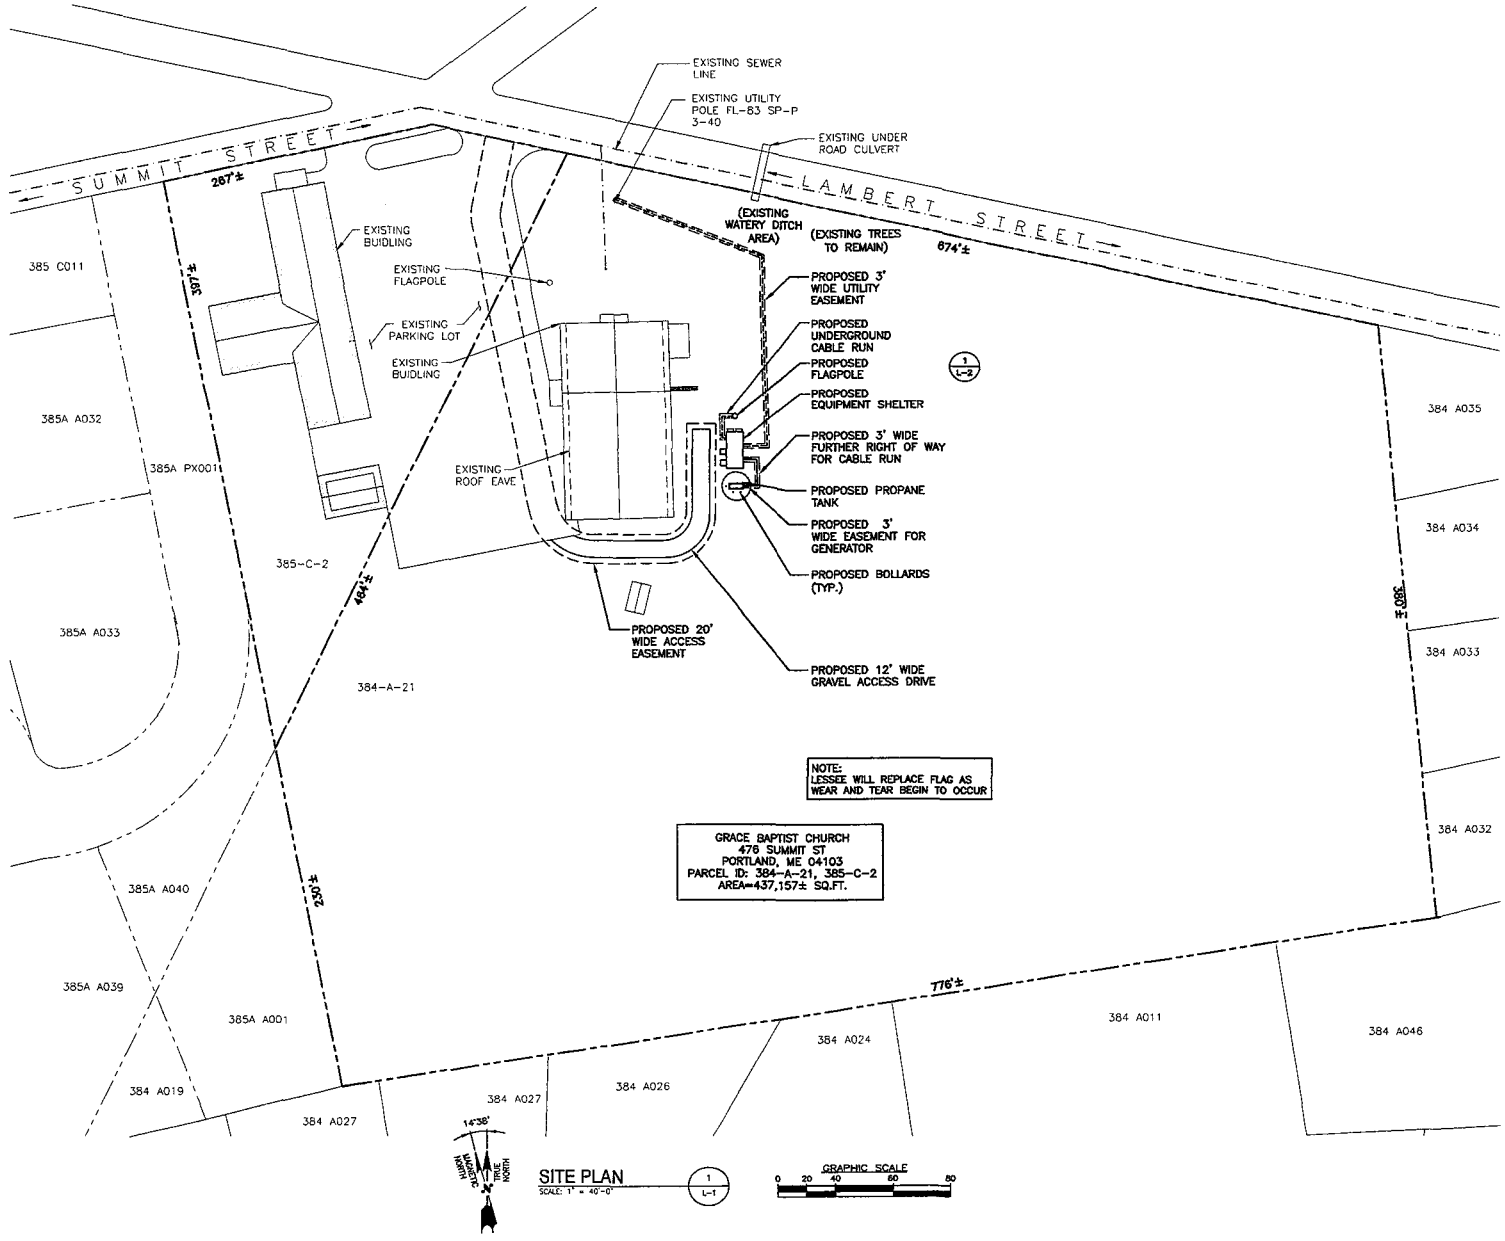 EXISTING SEWER
LINE
EXISTING UTILITY
POLE FL-83 SP-P
3-40
EXISTING UNDER
ROAD CULVERT
SUMMIT STREET
267'±
LAMBERT STREET
674'±
(EXISTING
WATERY DITCH
AREA)
(EXISTING TREES
TO REMAIN)
EXISTING
BUIDLING
385 C011
397'±
EXISTING
FLAGPOLE
EXISTING
PARKING LOT
EXISTING
BUIDLING
PROPOSED 3'
WIDE UTILITY
EASEMENT
PROPOSED
UNDERGROUND
CABLE RUN
PROPOSED
FLAGPOLE
1
L-2
PROPOSED
EQUIPMENT SHELTER
384 A035
385A A032
385A PX001
EXISTING
ROOF EAVE
PROPOSED 3' WIDE
FURTHER RIGHT OF WAY
FOR CABLE RUN
PROPOSED PROPANE
TANK
PROPOSED 3'
WIDE EASEMENT FOR
GENERATOR
384 A034
385-C-2
484'±
PROPOSED BOLLARDS
(TYP.)
380'±
385A A033
PROPOSED 20'
WIDE ACCESS
EASEMENT
384 A033
PROPOSED 12' WIDE
GRAVEL ACCESS DRIVE
384-A-21
NOTE:
LESSEE WILL REPLACE FLAG AS
WEAR AND TEAR BEGIN TO OCCUR
GRACE BAPTIST CHURCH
476 SUMMIT ST
PORTLAND, ME 04103
PARCEL ID: 384-A-21, 385-C-2
AREA=437,157± SQ.FT.
384 A032
385A A040
230'±
385A A039
776'±
385A A001
384 A011
384 A046
384 A024
384 A019
384 A026
384 A027
384 A027
14°38'
MAGNETIC
NORTH
TRUE
NORTH
N
SITE PLAN
SCALE: 1" = 40'-0"
1
L-1
GRAPHIC SCALE
0 20 40 60 80